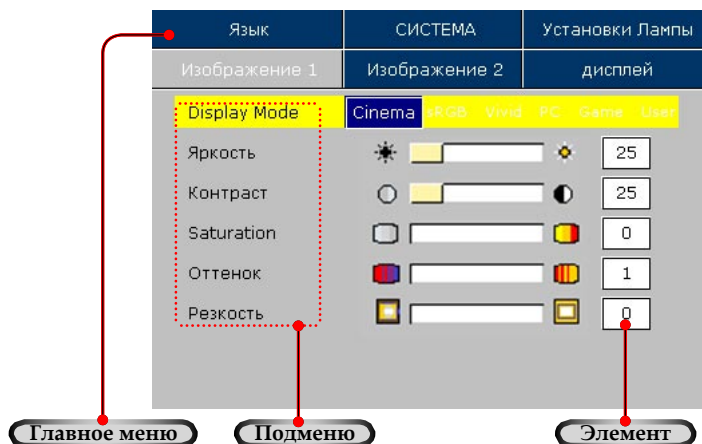 Язык СИСТЕМА Установки Лампы
Изображение 1 Изображение 2 дисплей
Display Mode Cinema sRGB Vivid PC Game User
Яркость 25
Контраст 25
Saturation 0
Оттенок 1
Резкость 0
Главное меню Подменю Элемент